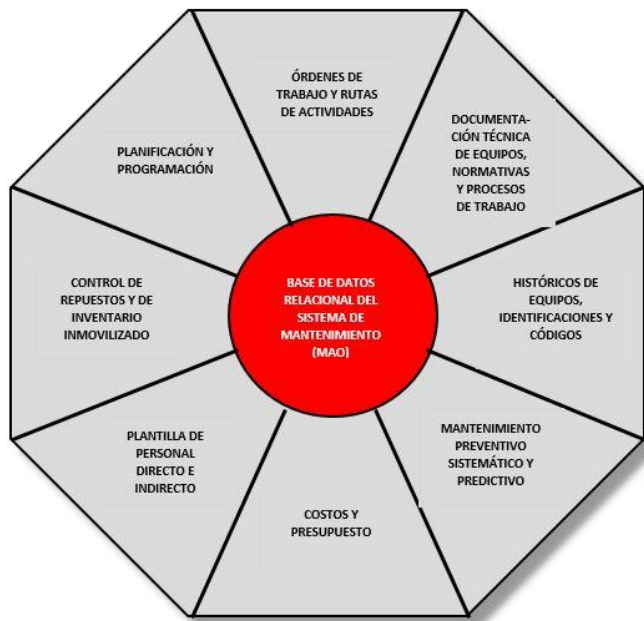 ÓRDENES DE
TRABAJO Y RUTAS
DE ACTIVIDADES
DOCUMENTA-
CIÓN TÉCNICA
DE EQUIPOS,
NORMATIVAS
Y PROCESOS
DE TRABAJO
HISTÓRICOS DE
EQUIPOS,
IDENTIFICACIONES Y
CÓDIGOS
MANTENIMIENTO
PREVENTIVO
SISTEMÁTICO Y
PREDICTIVO
COSTOS Y
PRESUPUESTO
PLANTILLA DE
PERSONAL
DIRECTO E
INDIRECTO
CONTROL DE
REPUESTOS Y DE
INVENTARIO
INMOVILIZADO
PLANIFICACIÓN Y
PROGRAMACIÓN
BASE DE DATOS
RELACIONAL DEL
SISTEMA DE
MANTENIMIENTO
(MAO)